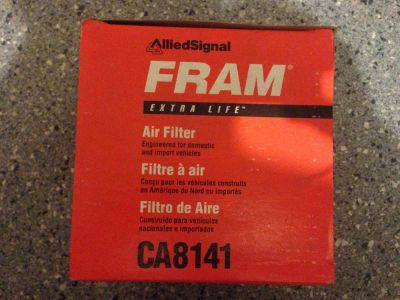 AlliedSignal
FRAM®
EXTRA LIFE™
Air Filter
Engineered for domestic
and import vehicles
Filtre à air
Conçu pour les véhicules construits
en Amérique du Nord ou importés
Filtro de Aire
Construido para vehículos
nacionales e importados
CA8141